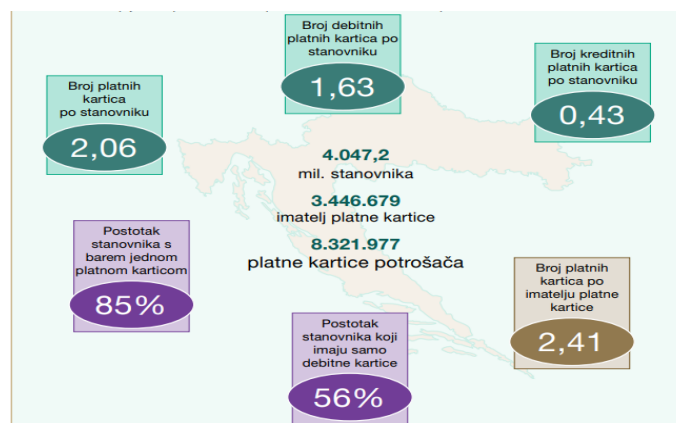 Broj debitnih
platnih kartica po
stanovniku
1,63
Broj kreditnih
platnih kartica
po stanovniku
0,43
Broj platnih
kartica
po stanovniku
2,06
4.047,2
mil. stanovnika
3.446.679
imatelj platne kartice
8.321.977
platne kartice potrošača
Postotak
stanovnika s
barem jednom
platnom karticom
85%
Broj platnih
kartica po
imatelju platne
kartice
2,41
Postotak
stanovnika koji
imaju samo
debitne kartice
56%